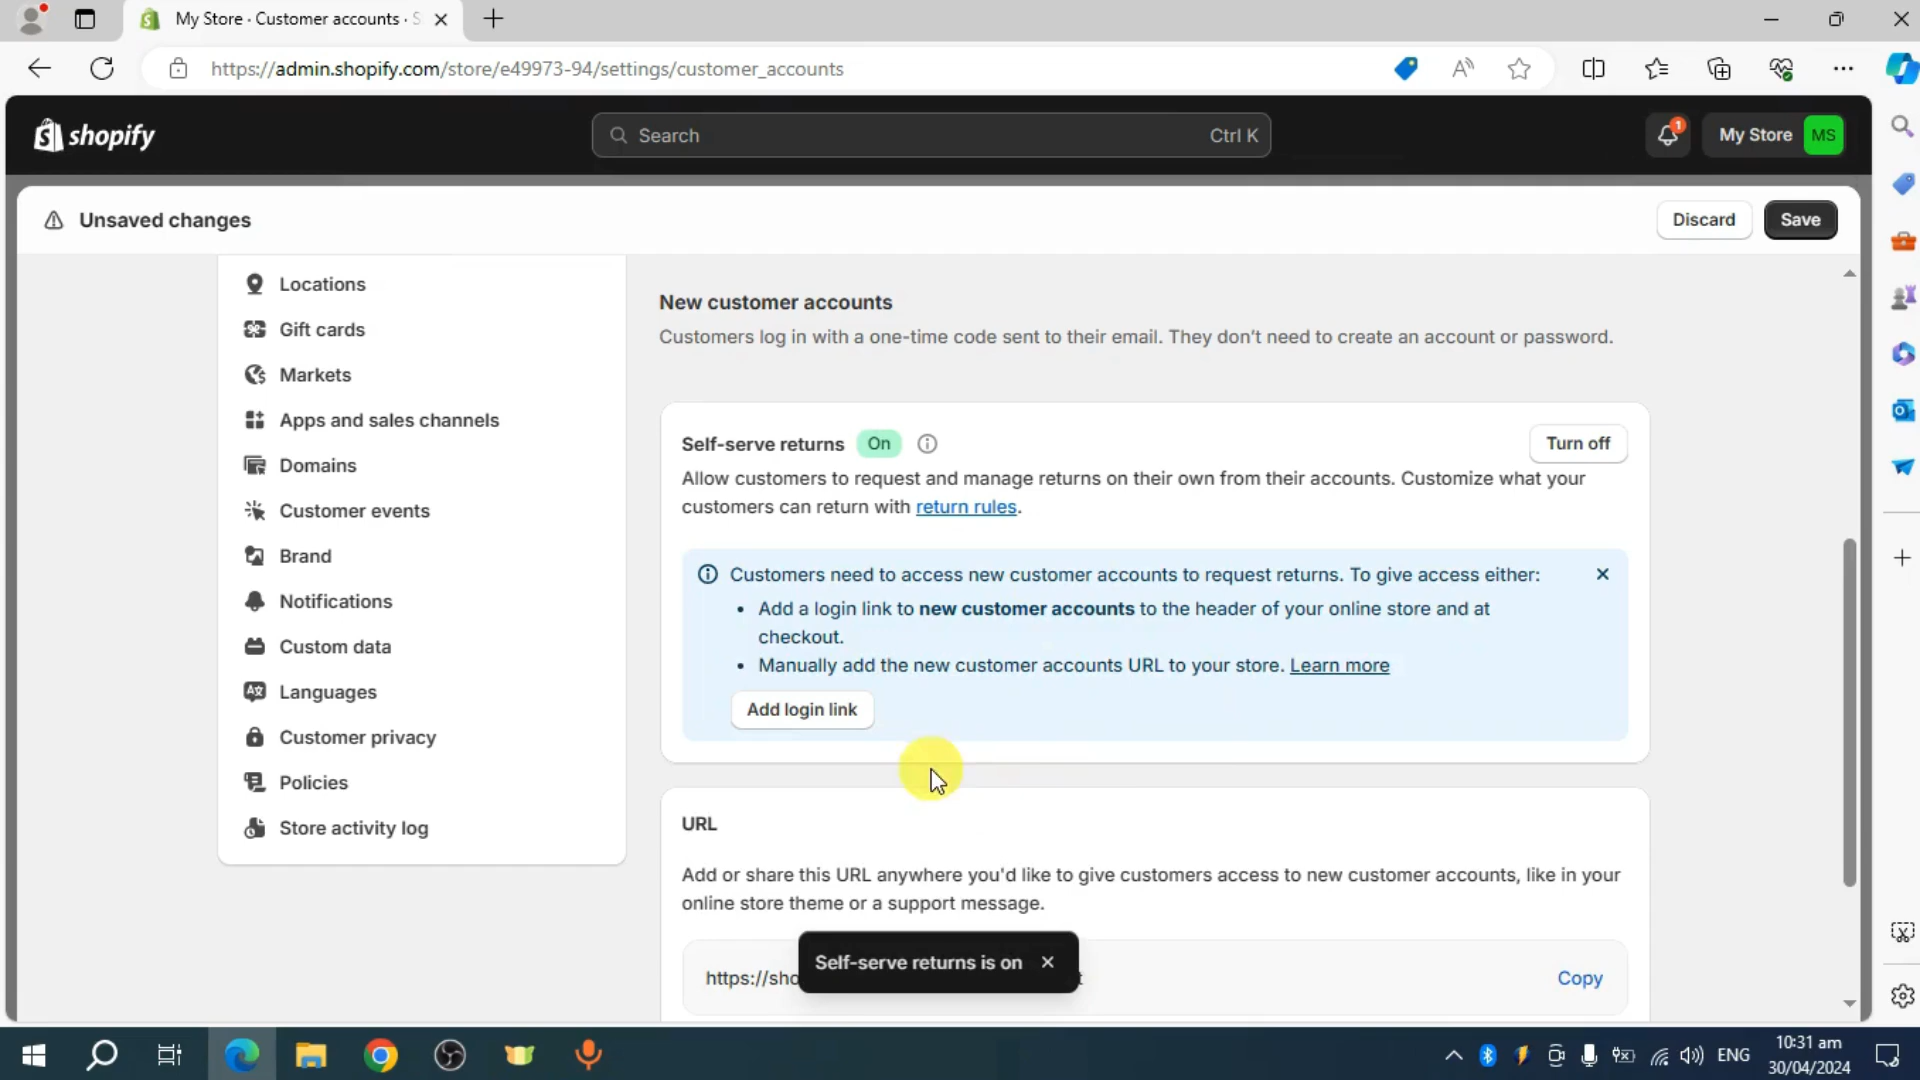 My Store · Customer accounts · S
https://admin.shopify.com/store/e49973-94/settings/customer_accounts
shopify
Search
Ctrl K
1
My Store
MS
Unsaved changes
Discard
Save
Locations
Gift cards
Markets
Apps and sales channels
Domains
Customer events
Brand
Notifications
Custom data
Languages
Customer privacy
Policies
Store activity log
New customer accounts
Customers log in with a one-time code sent to their email. They don't need to create an account or password.
Self-serve returns
On
Turn off
Allow customers to request and manage returns on their own from their accounts. Customize what your
customers can return with return rules.
Customers need to access new customer accounts to request returns. To give access either:
• Add a login link to new customer accounts to the header of your online store and at
checkout.
• Manually add the new customer accounts URL to your store. Learn more
Add login link
URL
Add or share this URL anywhere you'd like to give customers access to new customer accounts, like in your
online store theme or a support message.
https://sho
Copy
Self-serve returns is on
ENG
10:31 am
30/04/2024